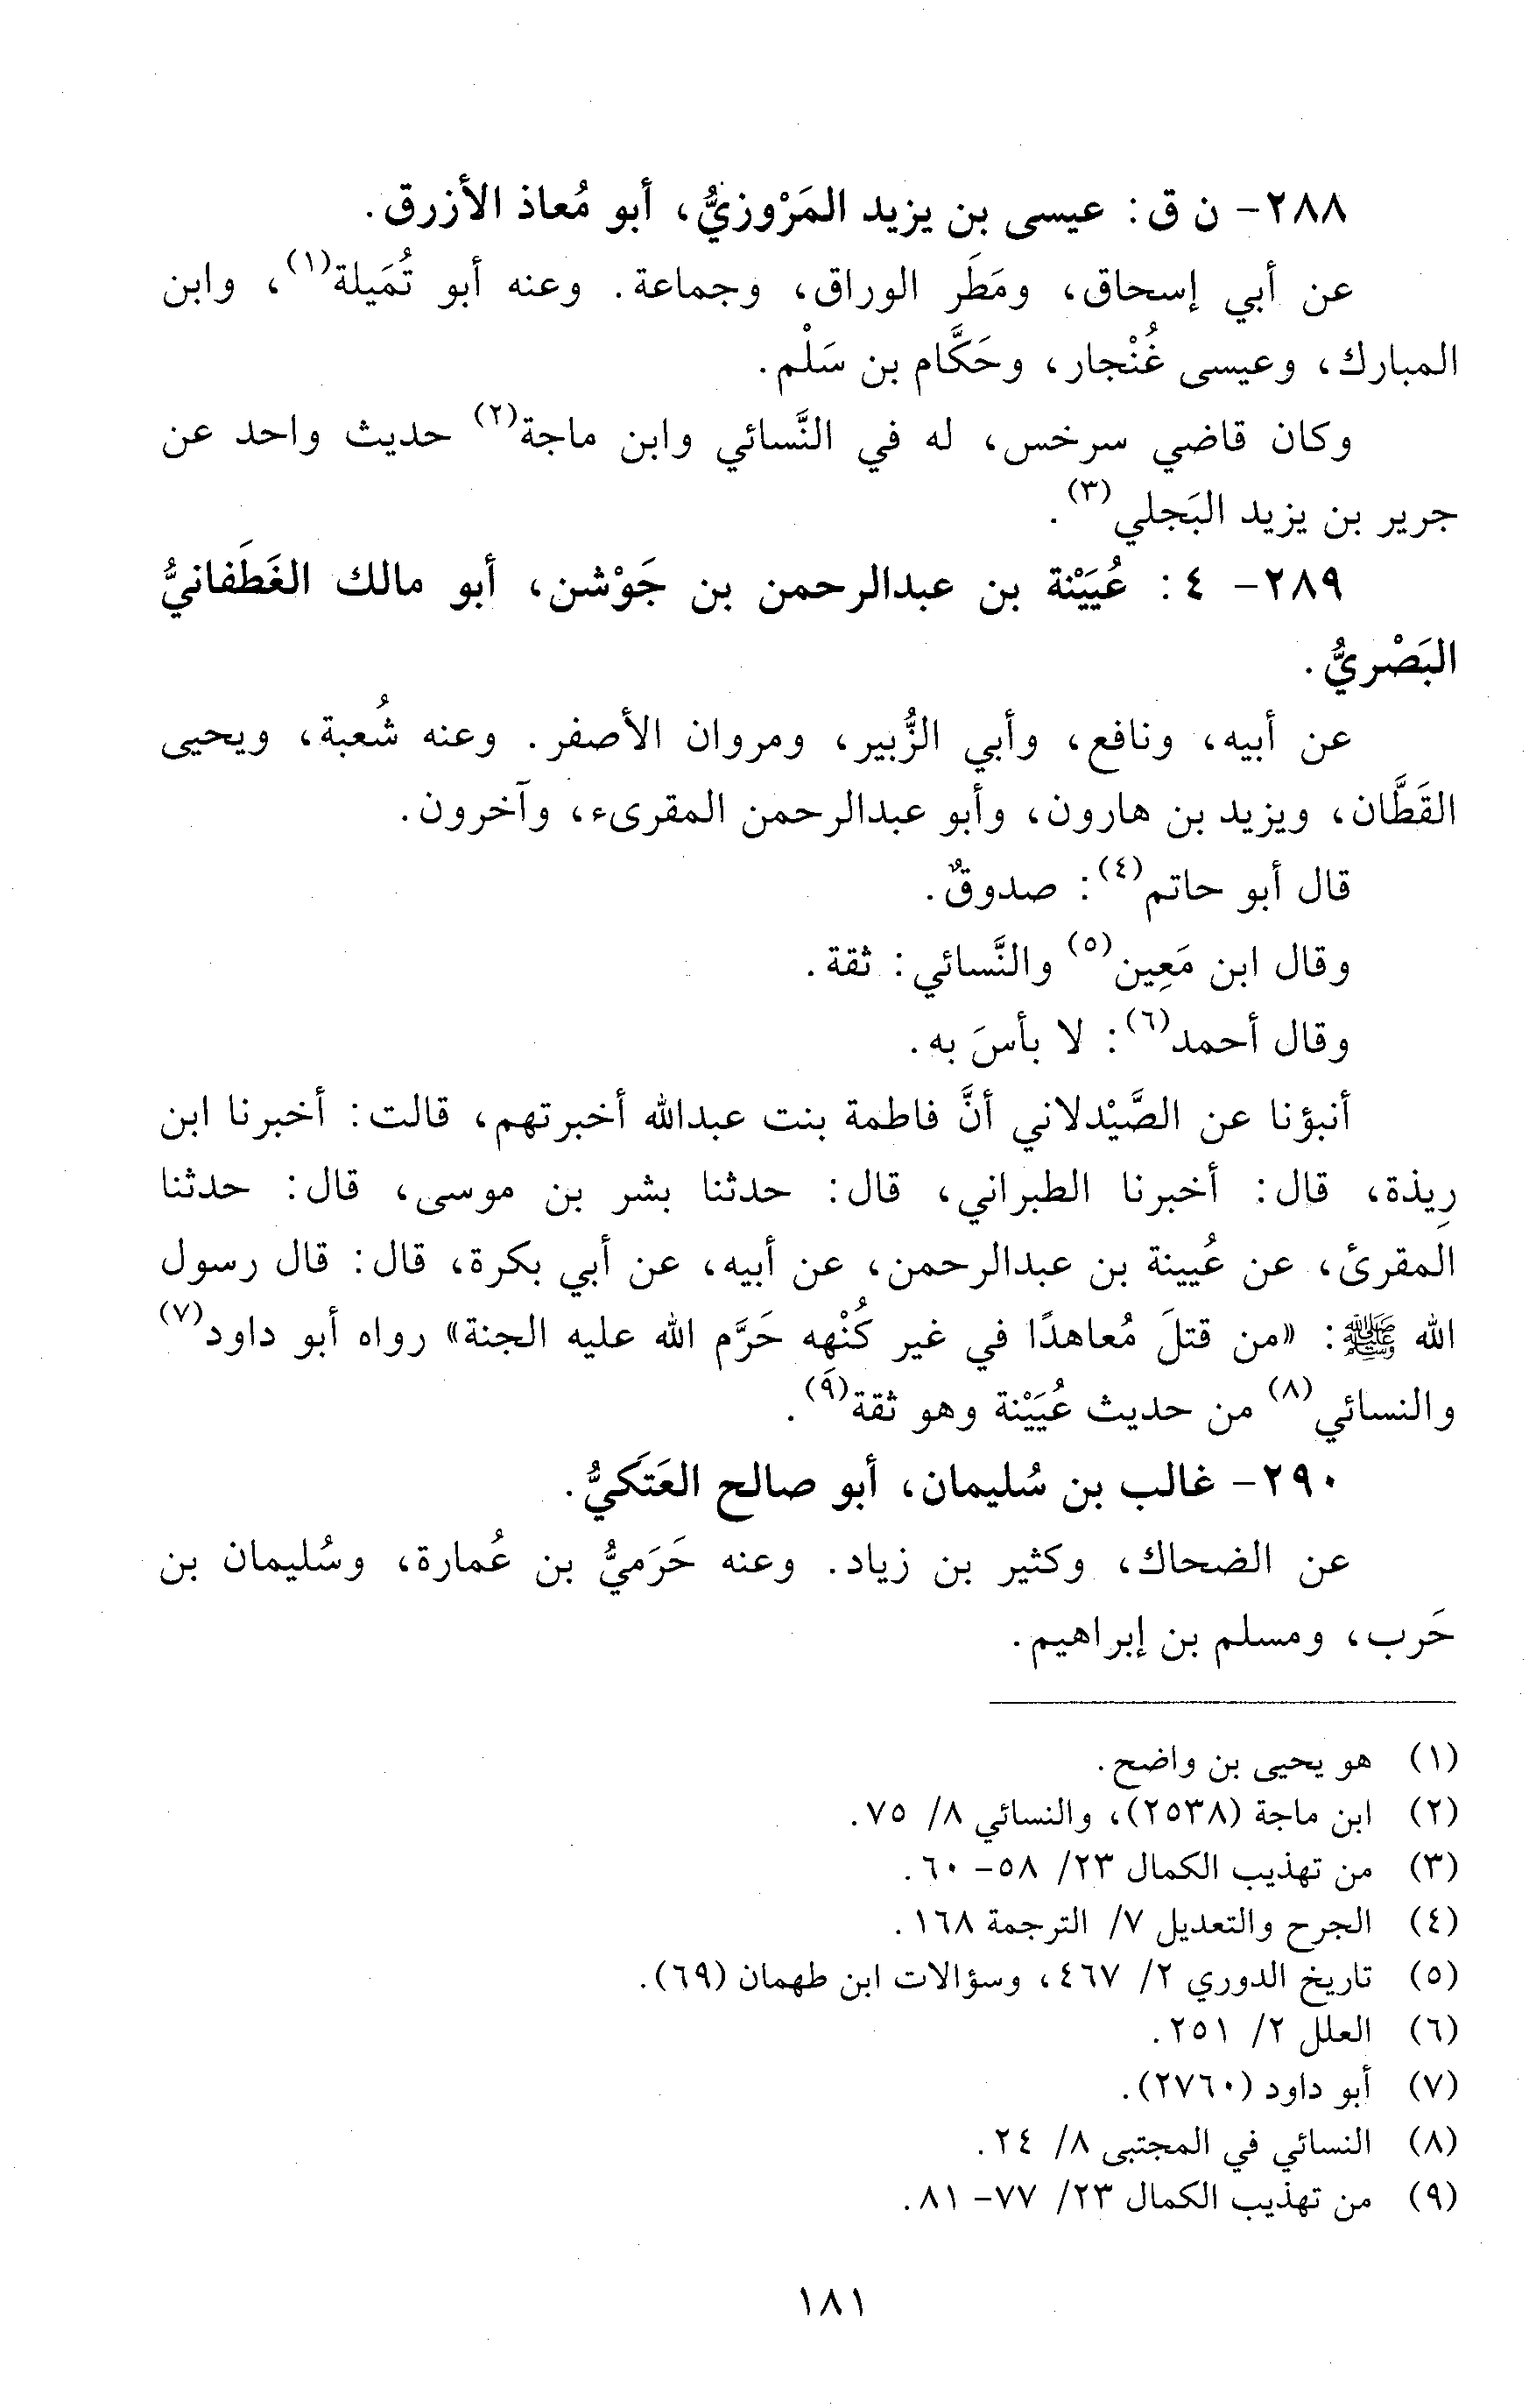 ٢٨٨- ن ق: عيسى بن يزيد المَرْوزيُّ، أبو مُعاذ الأزرق.
عن أبي إسحاق، ومَطَر الوراق، وجماعة. وعنه أبو تُمَيلة(١)، وابن
المبارك، وعيسى غُنْجار، وحَكَّام بن سَلْم.
وكان قاضي سرخس، له في النَّسائي وابن ماجة(٢) حديث واحد عن
جرير بن يزيد البَجلي(٣).
٢٨٩- ٤: عُيَيْنة بن عبدالرحمن بن جَوْشن، أبو مالك الغَطَفانيُّ
البَصْريُّ.
عن أبيه، ونافع، وأبي الزُّبير، ومروان الأصفر. وعنه شُعبة، ويحيى
القَطَّان، ويزيد بن هارون، وأبو عبدالرحمن المقرىء، وآخرون.
قال أبو حاتم(٤): صدوقٌ.
وقال ابن مَعِين(٥) والنَّسائي: ثقة.
وقال أحمد(٦): لا بأسَ به.
أنبؤنا عن الصَّيْدلاني أنَّ فاطمة بنت عبدالله أخبرتهم، قالت: أخبرنا ابن
رِيذة، قال: أخبرنا الطبراني، قال: حدثنا بشر بن موسى، قال: حدثنا
المقرئ، عن عُيينة بن عبدالرحمن، عن أبيه، عن أبي بكرة، قال: قال رسول
الله ﷺ: «من قتلَ مُعاهدًا في غير كُنْهه حَرَّم الله عليه الجنة» رواه أبو داود(٧)
والنسائي(٨) من حديث عُيَيْنة وهو ثقة(٩).
٢٩٠- غالب بن سُليمان، أبو صالح العَتَكيُّ.
عن الضحاك، وكثير بن زياد. وعنه حَرَميُّ بن عُمارة، وسُليمان بن
حَرب، ومسلم بن إبراهيم.
(١) هو يحيى بن واضح.
(٢) ابن ماجة (٢٥٣٨)، والنسائي ٨/ ٧٥.
(٣) من تهذيب الكمال ٢٣/ ٥٨- ٦٠.
(٤) الجرح والتعديل ٧/ الترجمة ١٦٨.
(٥) تاريخ الدوري ٢/ ٤٦٧، وسؤالات ابن طهمان (٦٩).
(٦) العلل ٢/ ٢٥١.
(٧) أبو داود (٢٧٦٠).
(٨) النسائي في المجتبى ٨/ ٢٤.
(٩) من تهذيب الكمال ٢٣/ ٧٧- ٨١.
١٨١